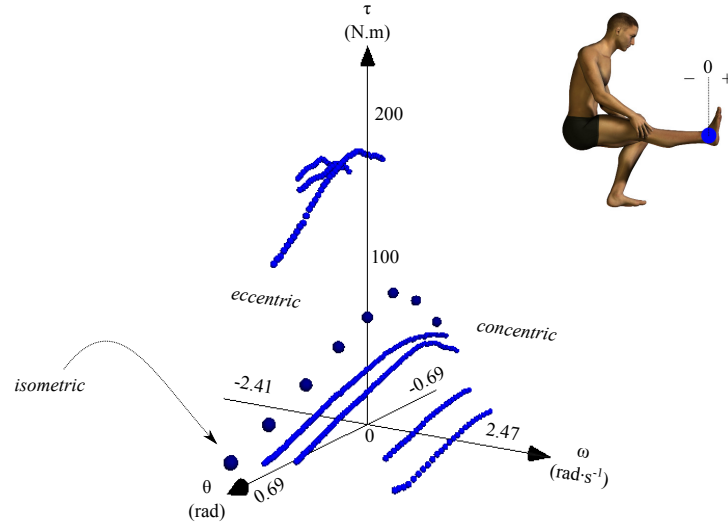 τ
(N.m)
− 0 +
200
100
eccentric
concentric
isometric
-2.41
-0.69
0
2.47
ω
(rad·s⁻¹)
θ
(rad)
0.69